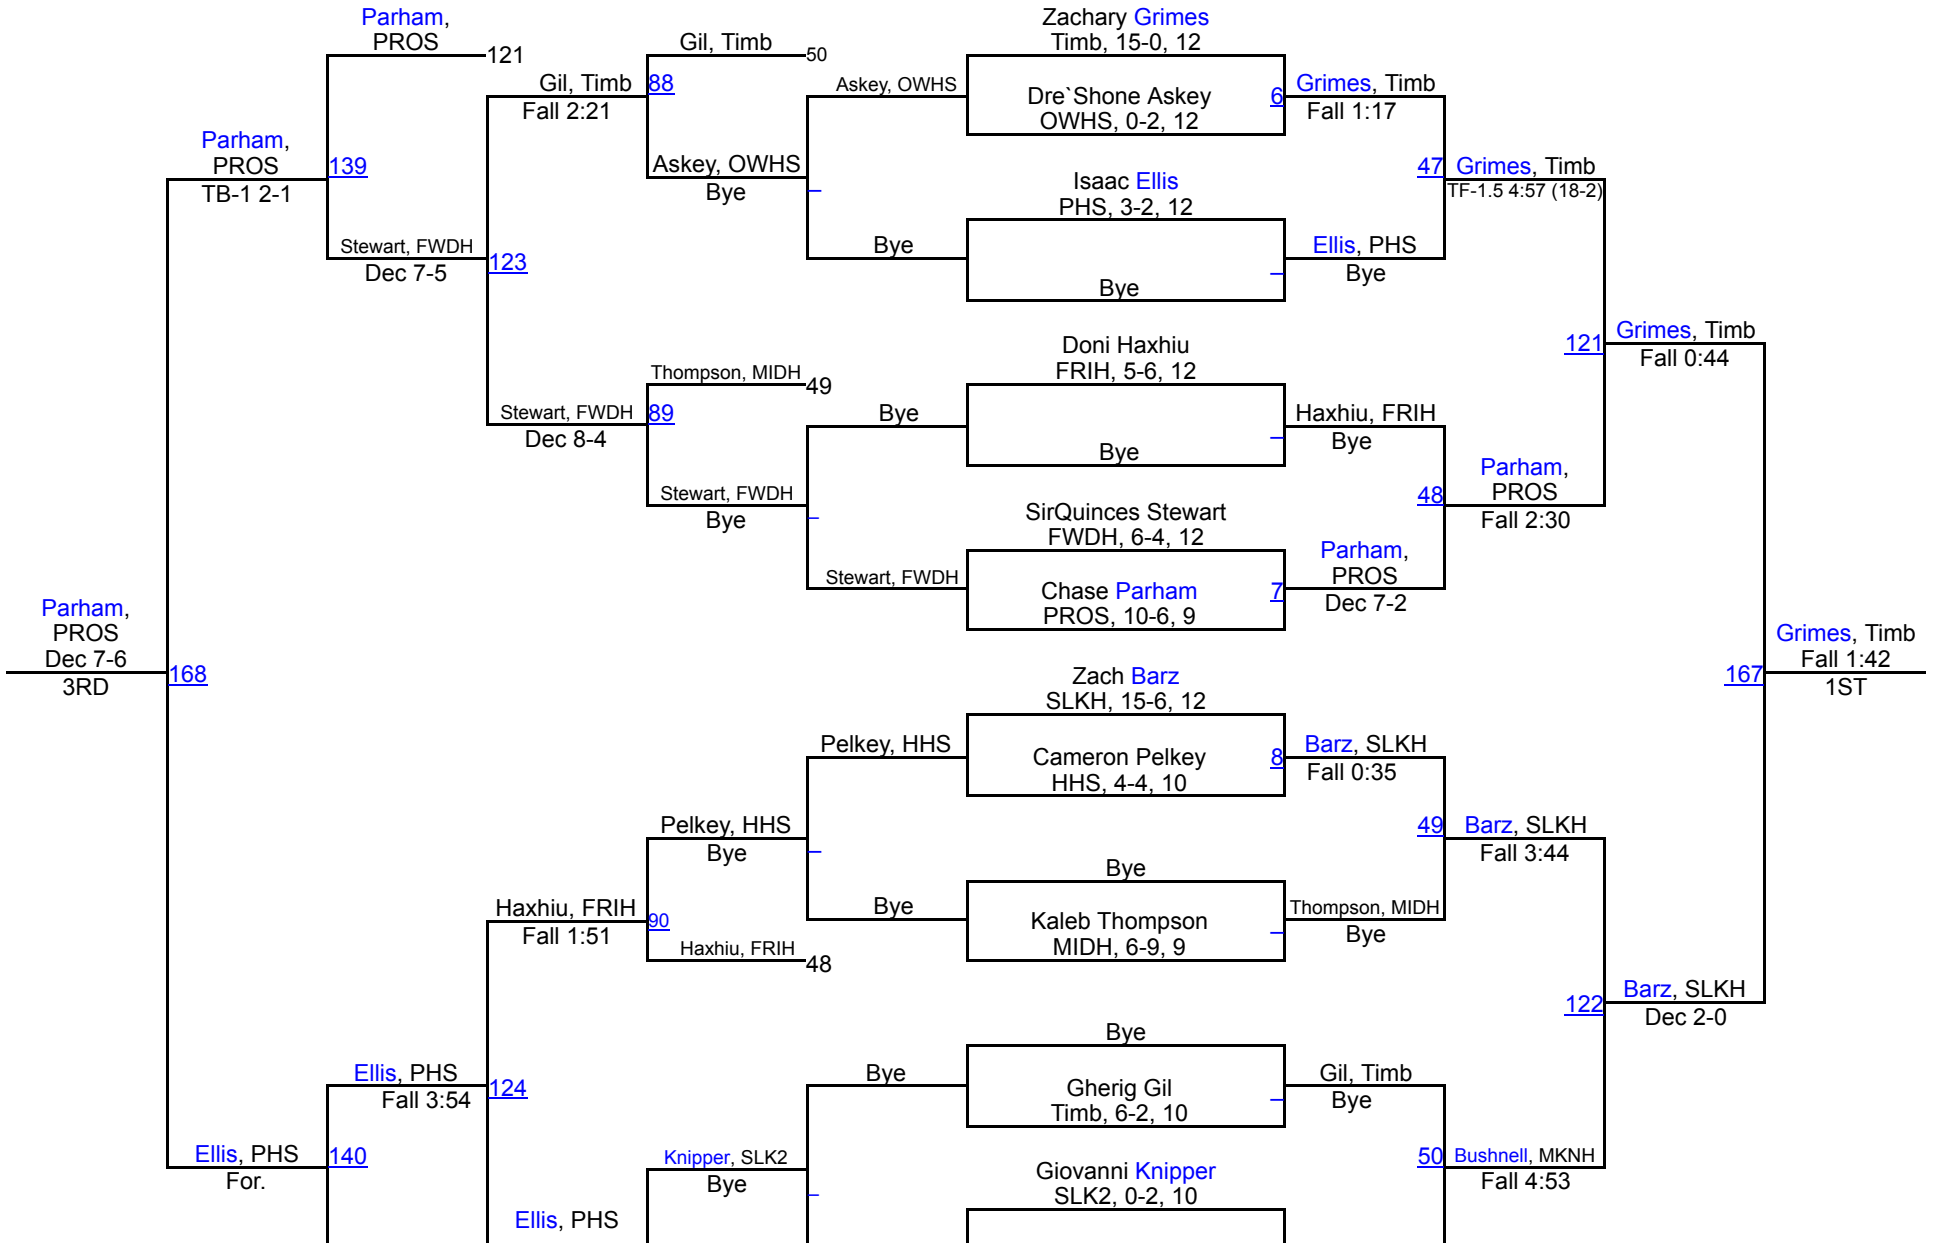 Parham,
PROS
121
Gil, Timb
50
Zachary Grimes
Timb, 15-0, 12
Gil, Timb
88
Fall 2:21
Askey, OWHS
Dre`Shone Askey
OWHS, 0-2, 12
6
Grimes, Timb
Fall 1:17
Parham,
PROS
TB-1 2-1
139
Askey, OWHS
Bye
Isaac Ellis
PHS, 3-2, 12
47
Grimes, Timb
TF-1.5 4:57 (18-2)
Stewart, FWDH
Dec 7-5
123
Bye
Bye
Ellis, PHS
Bye
Doni Haxhiu
FRIH, 5-6, 12
121
Grimes, Timb
Fall 0:44
Thompson, MIDH
49
Stewart, FWDH
Dec 8-4
89
Bye
Bye
Haxhiu, FRIH
Bye
Stewart, FWDH
Bye
48
Parham,
PROS
Fall 2:30
SirQuinces Stewart
FWDH, 6-4, 12
Stewart, FWDH
Chase Parham
PROS, 10-6, 9
7
Parham,
PROS
Dec 7-2
Parham,
PROS
Dec 7-6
3RD
168
Grimes, Timb
Fall 1:42
1ST
167
Zach Barz
SLKH, 15-6, 12
Pelkey, HHS
Cameron Pelkey
HHS, 4-4, 10
8
Barz, SLKH
Fall 0:35
Pelkey, HHS
Bye
49
Barz, SLKH
Fall 3:44
Bye
Bye
Kaleb Thompson
MIDH, 6-9, 9
Thompson, MIDH
Bye
Haxhiu, FRIH
Fall 1:51
90
Haxhiu, FRIH
48
122
Barz, SLKH
Dec 2-0
Bye
Ellis, PHS
Fall 3:54
124
Bye
Gherig Gil
Timb, 6-2, 10
Gil, Timb
Bye
Ellis, PHS
For.
140
Knipper, SLK2
Bye
Giovanni Knipper
SLK2, 0-2, 10
50
Bushnell, MKNH
Fall 4:53
Ellis, PHS